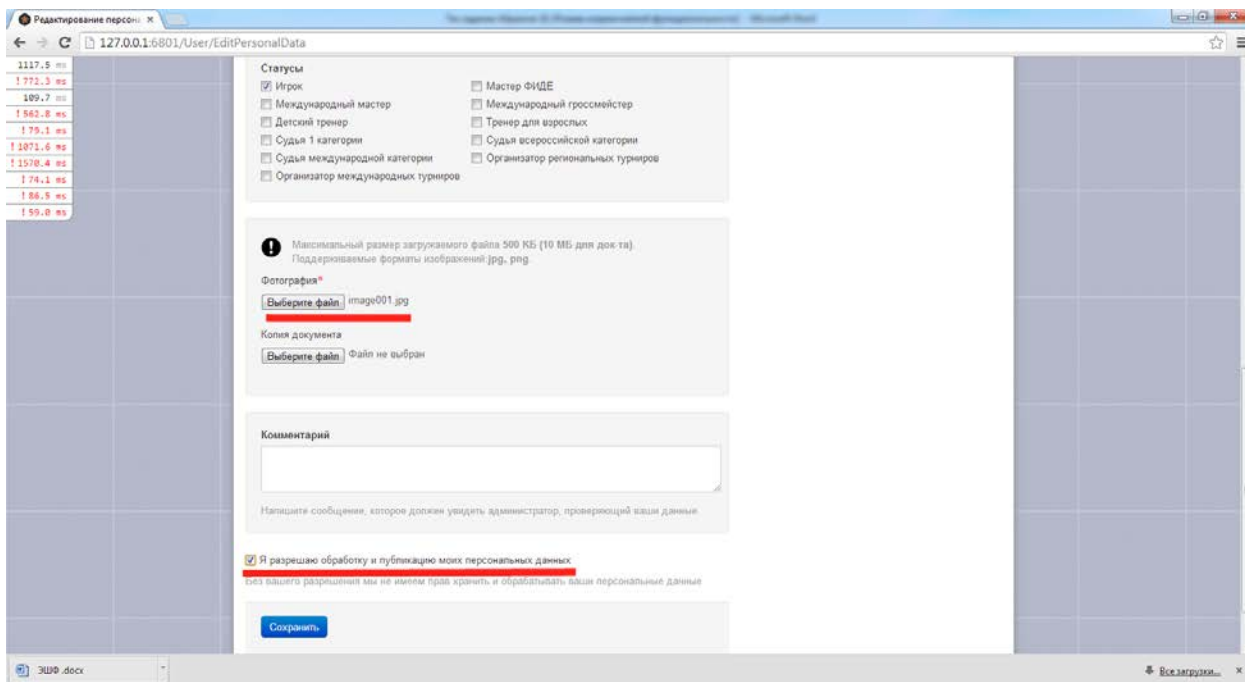 Редактирование персона
Microsoft Word
127.0.0.1:6801/User/EditPersonalData
1117.5 ms
! 772.3 ms
109.7 ms
! 562.8 ms
! 79.1 ms
! 1071.6 ms
! 1570.4 ms
! 74.1 ms
! 86.5 ms
! 59.0 ms
Статусы
Игрок
Мастер ФИДЕ
Международный мастер
Международный гроссмейстер
Детский тренер
Тренер для взрослых
Судья 1 категории
Судья всероссийской категории
Судья международной категории
Организатор региональных турниров
Организатор международных турниров
Максимальный размер загружаемого файла 500 КБ (10 МБ для док-та).
Поддерживаемые форматы изображений:jpg, png.
Фотография*
Выберите файл image001.jpg
Копия документа
Выберите файл Файл не выбран
Комментарий
Напишите сообщение, которое должен увидеть администратор, проверяющий ваши данные
Я разрешаю обработку и публикацию моих персональных данных
Без вашего разрешения мы не имеем прав хранить и обрабатывать ваши персональные данные
Сохранить
ЭШФ .docx
Все загрузки...